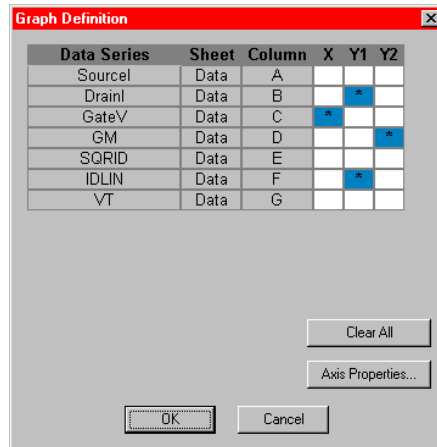 Graph Definition
Data Series Sheet Column X Y1 Y2
SourceI Data A
DrainI Data B *
GateV Data C *
GM Data D *
SQRID Data E
IDLIN Data F *
VT Data G
Clear All
Axis Properties...
OK Cancel